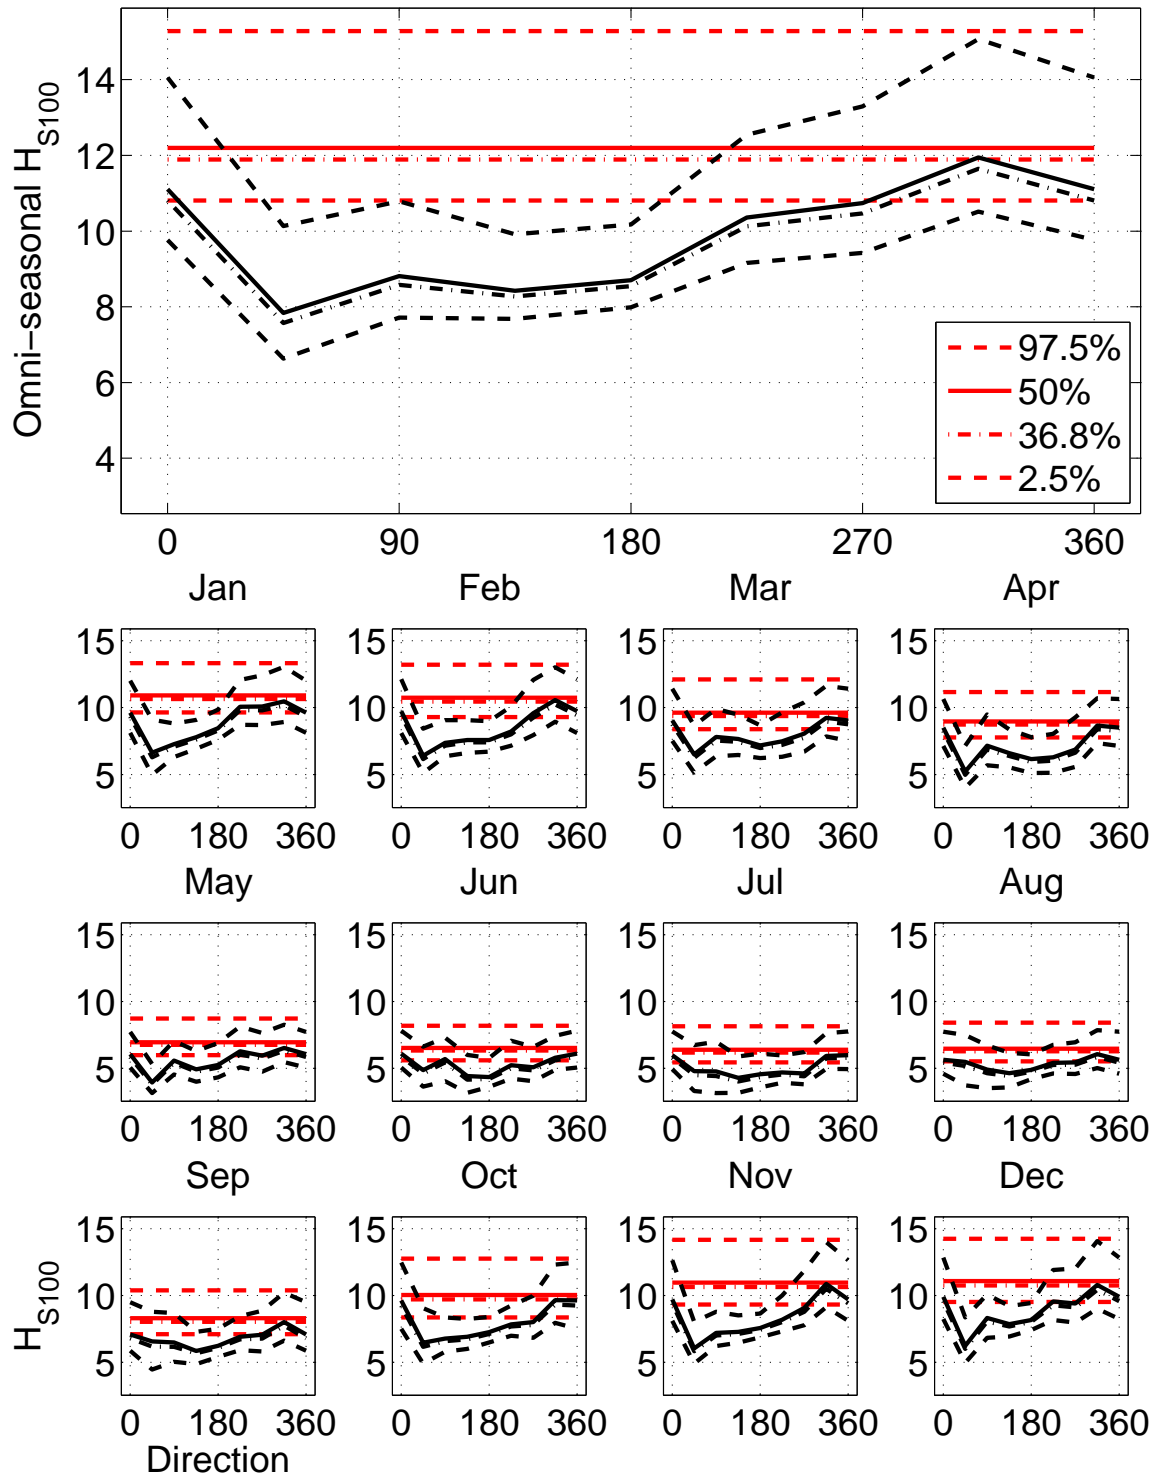 Omni−seasonal H_S100
14
12
10
8
6
4
97.5%
50%
36.8%
2.5%
0 90 180 270 360
Jan Feb Mar Apr
15 15 15 15
10 10 10 10
5 5 5 5
0 180 360 0 180 360 0 180 360 0 180 360
May Jun Jul Aug
15 15 15 15
10 10 10 10
5 5 5 5
0 180 360 0 180 360 0 180 360 0 180 360
Sep Oct Nov Dec
15 15 15 15
10 10 10 10
5 5 5 5
H_S100
0 180 360 0 180 360 0 180 360 0 180 360
Direction